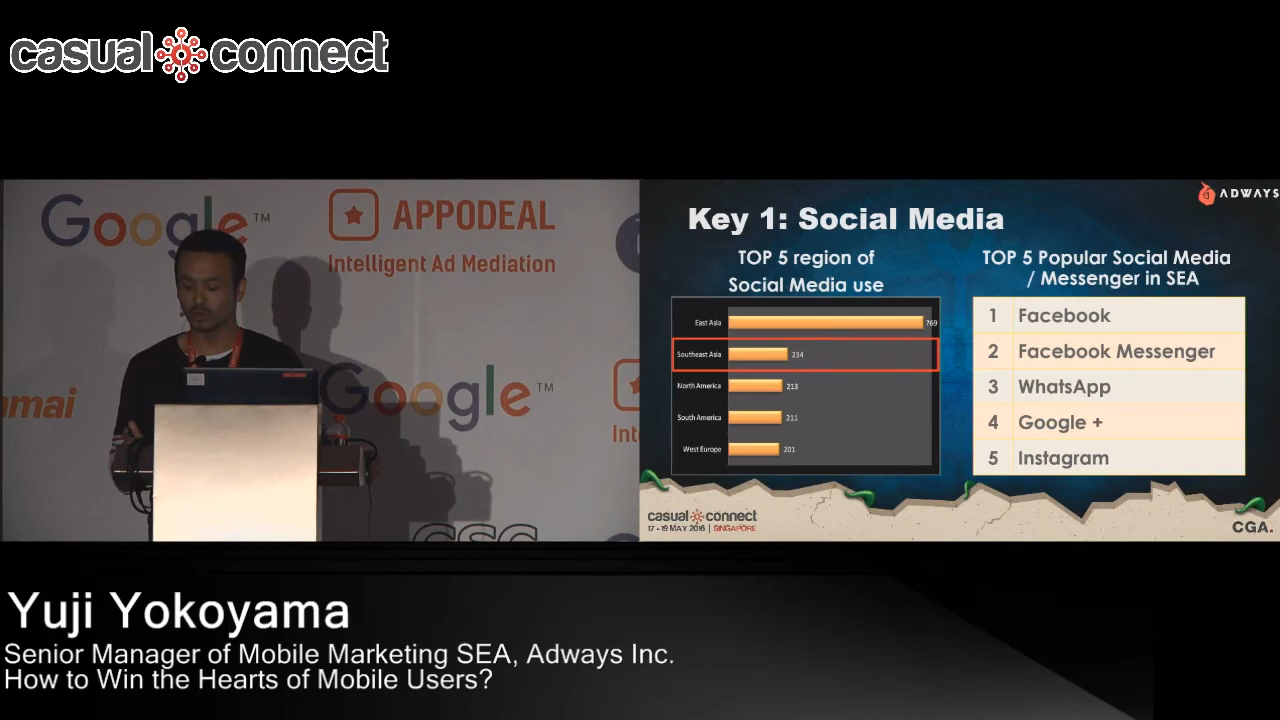 casual connect
Google™
APPODEAL
Intelligent Ad Mediation
Google™
ADWAYS
Key 1: Social Media
TOP 5 region of
Social Media use
East Asia 769
Southeast Asia 234
North America 213
South America 211
West Europe 201
TOP 5 Popular Social Media
/ Messenger in SEA
1 Facebook
2 Facebook Messenger
3 WhatsApp
4 Google +
5 Instagram
casual connect
17 - 19 MAY 2016 | SINGAPORE
CGA.
Yuji Yokoyama
Senior Manager of Mobile Marketing SEA, Adways Inc.
How to Win the Hearts of Mobile Users?